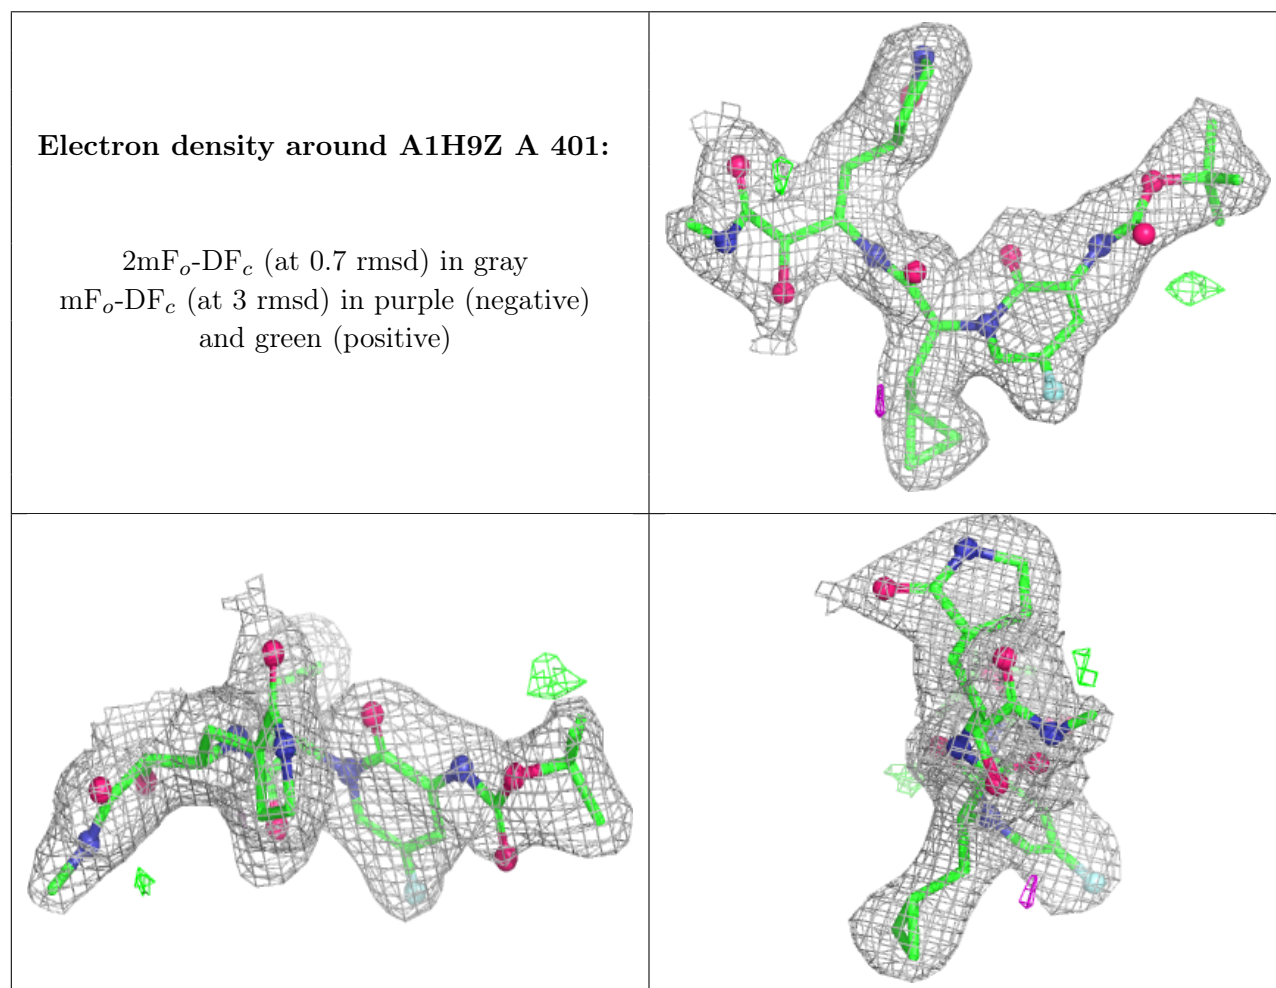 Electron density around A1H9Z A 401:
2mFₒ-DF𝒸 (at 0.7 rmsd) in gray
mFₒ-DF𝒸 (at 3 rmsd) in purple (negative)
and green (positive)